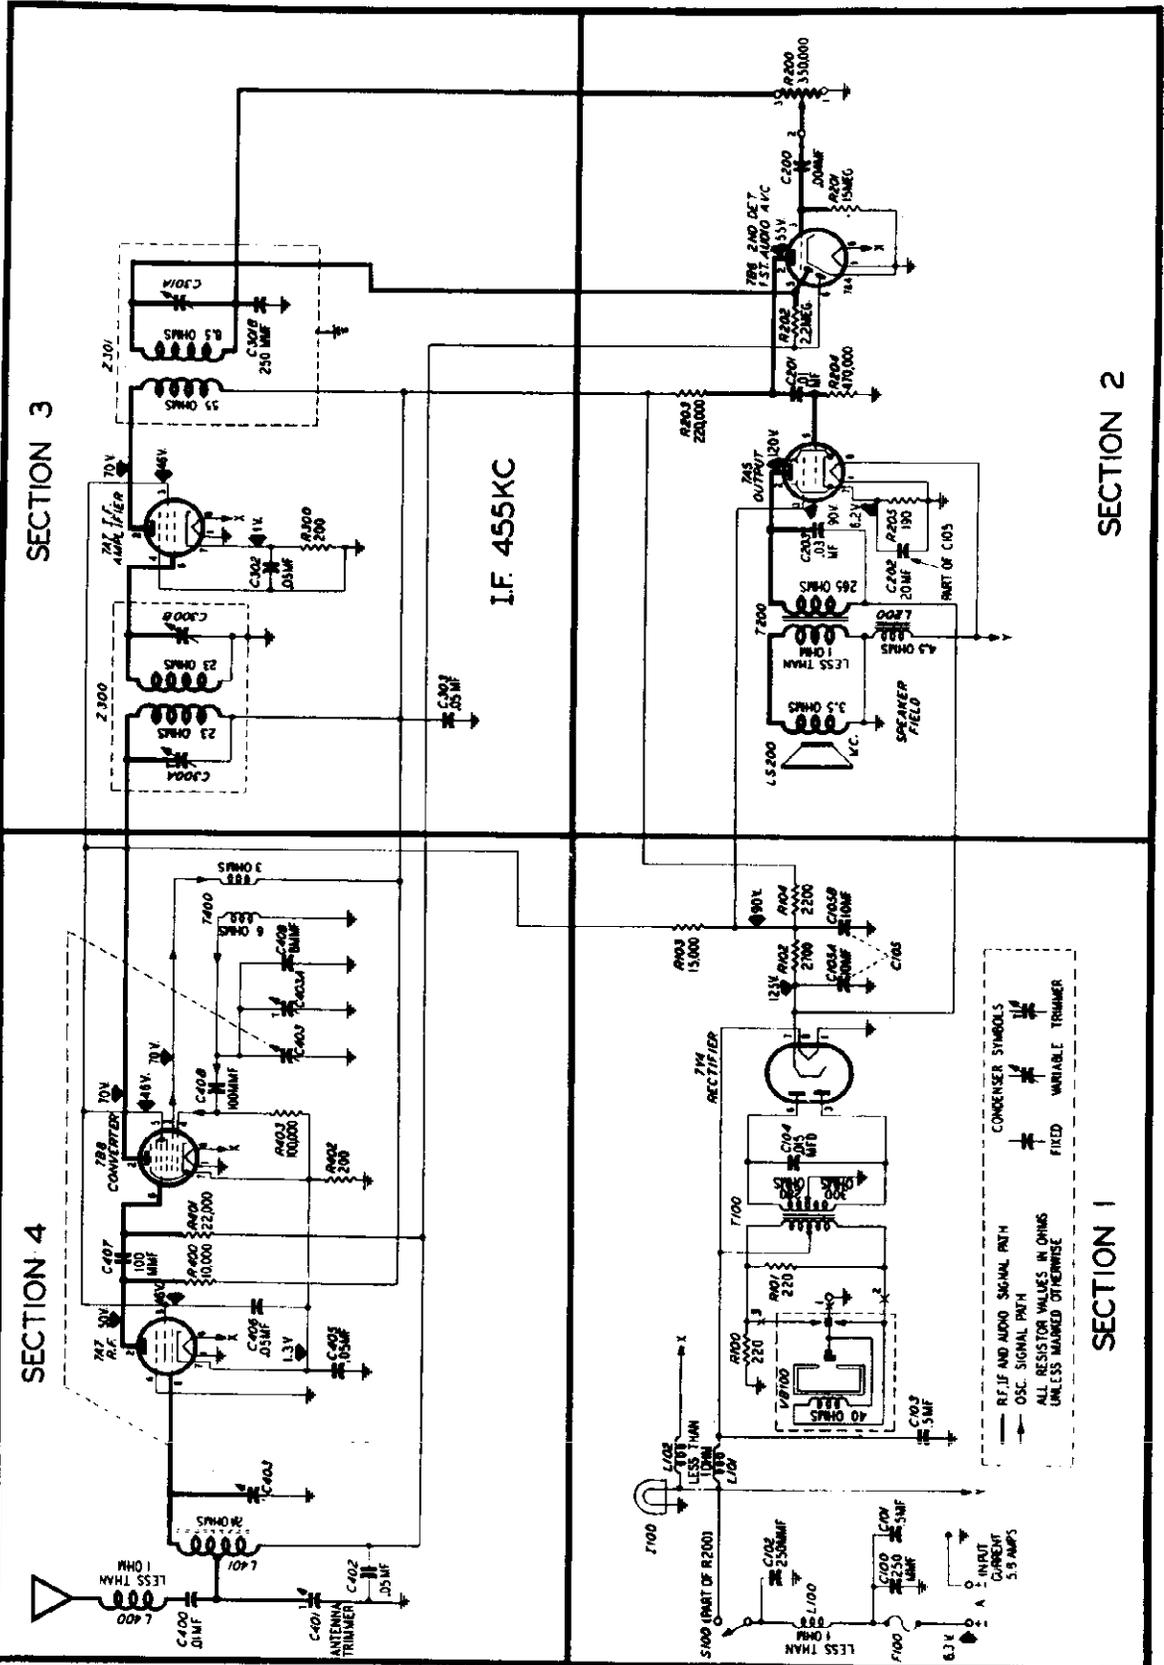 SECTION 4
L400
LESS THAN
1 OHM
C400
.01MF
C401
ANTENNA
TRIMMER
L401
C402
.05MF
C403
7A7
R.F.
50V.
46V.
C406
.05MF
1.3V
C405
.05MF
C407
100
MMF
R400
10,000
R401
22,000
7B8
CONVERTER
70V.
46V.
70V.
R403
100,000
R402
200
C408
100MMF
C403
C403A
C409
8MMF
6 OHMS
T400
3 OHMS
SECTION 3
Z300
C300A
23 OHMS
23 OHMS
C300B
C303
.05MF
7A7 I.F.
AMPLIFIER
70V.
46V.
1V.
C302
.05MF
R300
200
Z301
55 OHMS
8.5 OHMS
C301A
C301B
250 MMF
I.F. 455KC
SECTION 1
S100 (PART OF R200)
I100
C102
250MMF
L100
LESS THAN
1 OHM
F100
C100
250
MMF
C101
.5MF
6.3 V.
A
INPUT
CURRENT
5.8 AMPS
L102
LESS THAN
1 OHM
L101
X
Y
C103
.5MF
VB100
40 OHMS
R100
220
R101
220
T100
C104
.015
MFD
7Y4
RECTIFIER
125V.
R102
2700
C105A
10MF
C105
90V.
R104
2200
C105B
10MF
R103
15,000
CONDENSER SYMBOLS
FIXED VARIABLE TRIMMER
R.F, I.F AND AUDIO SIGNAL PATH
OSC. SIGNAL PATH
ALL RESISTOR VALUES IN OHMS
UNLESS MARKED OTHERWISE
SECTION 2
LS200
V.C.
3.5 OHMS
SPEAKER
FIELD
T200
LESS THAN
1 OHM
265 OHMS
L200
4.5 OHMS
Y
C203
.03
MF
7A5
OUTPUT
120V.
90V.
6.2V.
C202
20MF
R205
190
PART OF C105
R203
220,000
C201
.01
MF
R204
470,000
R202
2.2MEG.
7B6 2ND DET
1ST. AUDIO A.V.C
55V.
7B4
C200
.004MF
R201
15MEG
R200
350,000